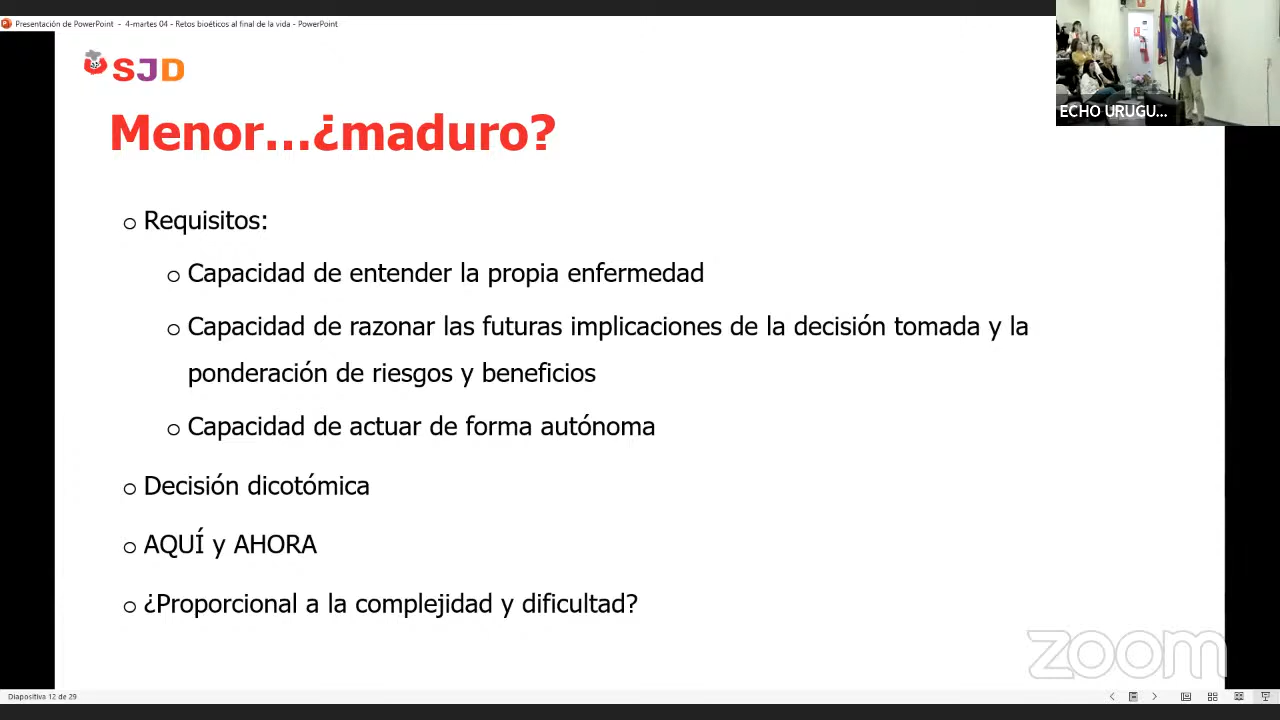 Presentación de PowerPoint - 4-martes 04 - Retos bioéticos al final de la vida - PowerPoint
SJD
ECHO URUGU...
Menor...¿maduro?
o Requisitos:
o Capacidad de entender la propia enfermedad
o Capacidad de razonar las futuras implicaciones de la decisión tomada y la
ponderación de riesgos y beneficios
o Capacidad de actuar de forma autónoma
o Decisión dicotómica
o AQUÍ y AHORA
o ¿Proporcional a la complejidad y dificultad?
zoom
Diapositiva 12 de 29